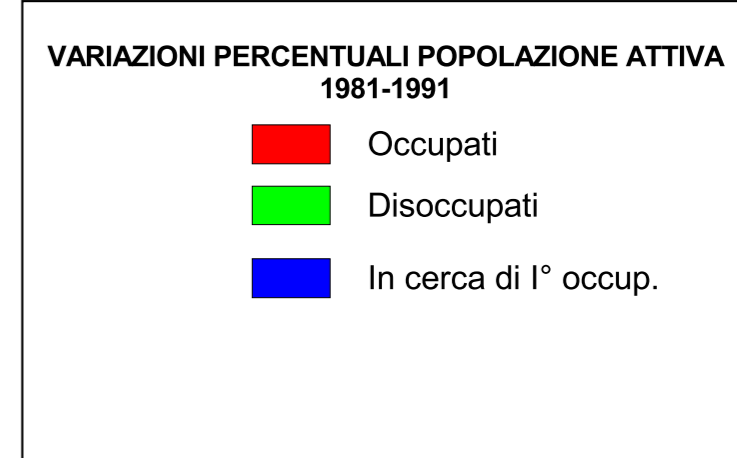 VARIAZIONI PERCENTUALI POPOLAZIONE ATTIVA
1981-1991
Occupati
Disoccupati
In cerca di I° occup.